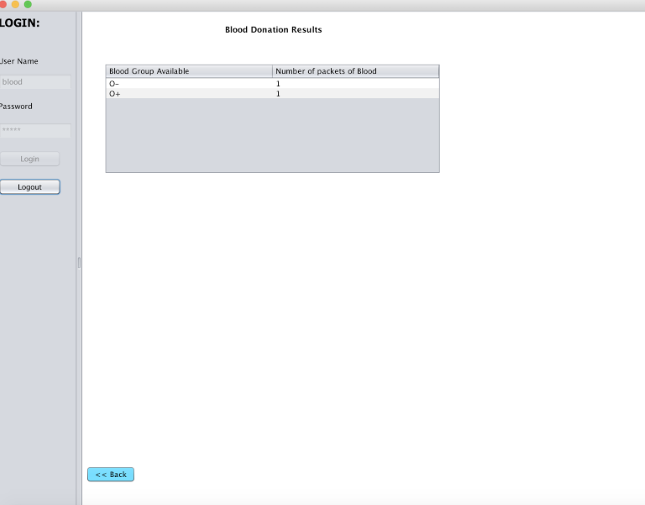 LOGIN:
User Name
blood
Password
*****
Login
Logout
Blood Donation Results
Blood Group Available Number of packets of Blood
O- 1
O+ 1
<< Back